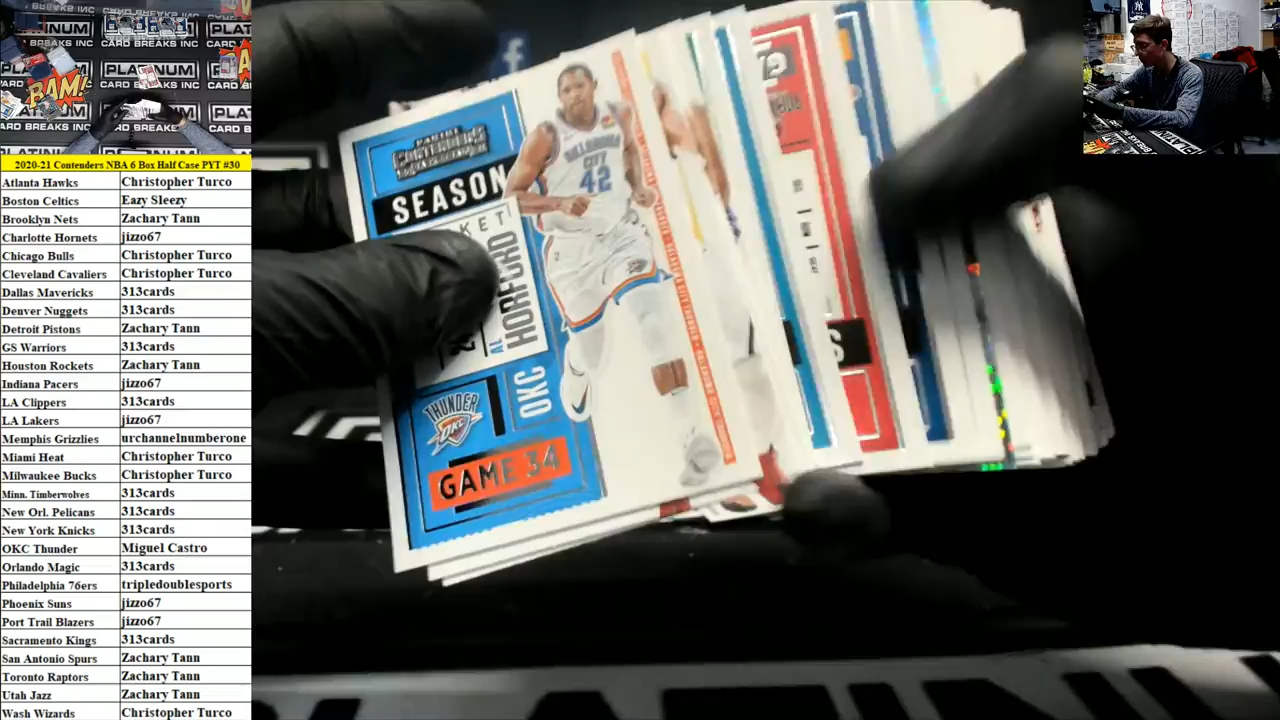 PLATINUM
CARD BREAKS INC
BAM!
2020-21 Contenders NBA 6 Box Half Case PYT #30
Atlanta Hawks Christopher Turco
Boston Celtics Eazy Sleezy
Brooklyn Nets Zachary Tann
Charlotte Hornets jizzo67
Chicago Bulls Christopher Turco
Cleveland Cavaliers Christopher Turco
Dallas Mavericks 313cards
Denver Nuggets 313cards
Detroit Pistons Zachary Tann
GS Warriors 313cards
Houston Rockets Zachary Tann
Indiana Pacers jizzo67
LA Clippers 313cards
LA Lakers jizzo67
Memphis Grizzlies urchannelnumberone
Miami Heat Christopher Turco
Milwaukee Bucks Christopher Turco
Minn. Timberwolves 313cards
New Orl. Pelicans 313cards
New York Knicks 313cards
OKC Thunder Miguel Castro
Orlando Magic 313cards
Philadelphia 76ers tripledoublesports
Phoenix Suns jizzo67
Port Trail Blazers jizzo67
Sacramento Kings 313cards
San Antonio Spurs Zachary Tann
Toronto Raptors Zachary Tann
Utah Jazz Zachary Tann
Wash Wizards Christopher Turco
PANINI
CONTENDERS
SEASON
KET
AL
HORFORD
OKLAHOMA
CITY
42
THUNDER
OKC
OKC
GAME 34